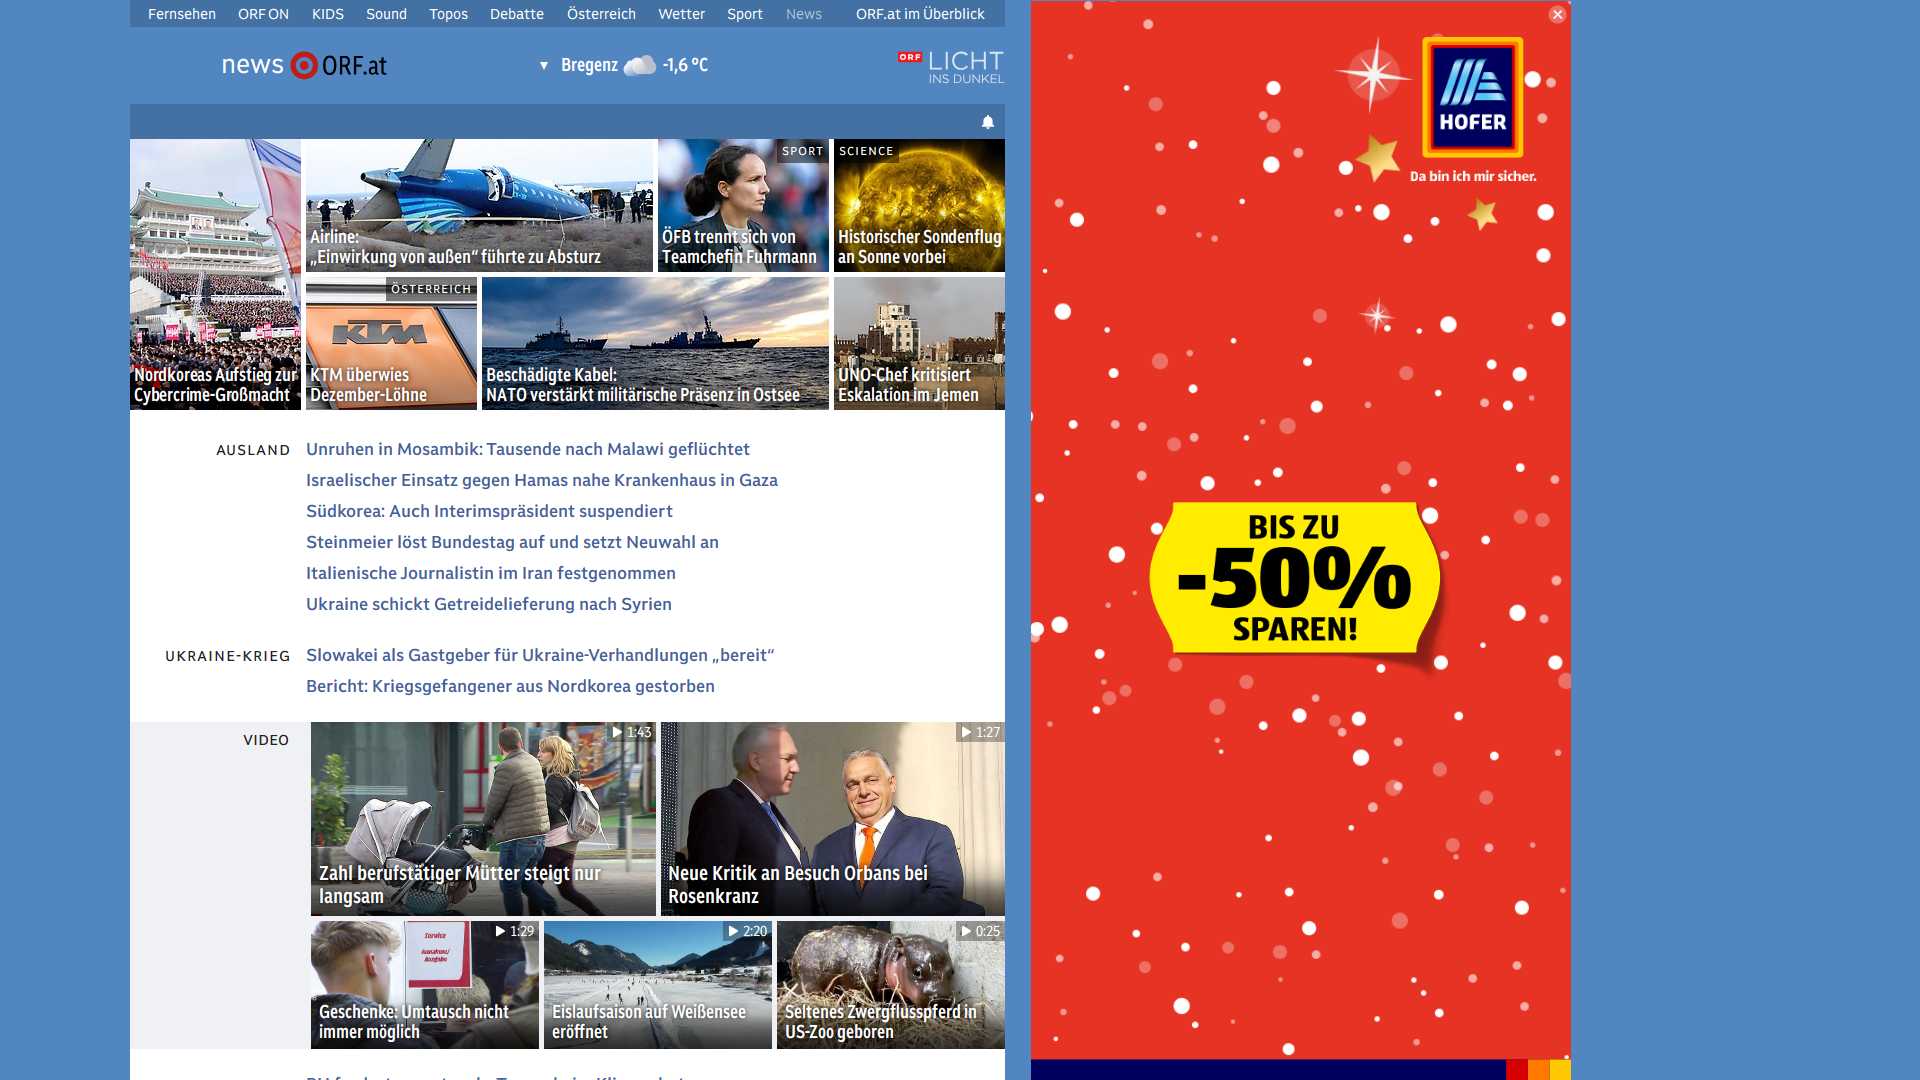 Fernsehen ORF ON KIDS Sound Topos Debatte Österreich Wetter Sport News ORF.at im Überblick
news ORF.at
Bregenz -1,6 °C
ORF LICHT
INS DUNKEL
Nordkoreas Aufstieg zur
Cybercrime-Großmacht
Airline:
„Einwirkung von außen“ führte zu Absturz
SPORT
ÖFB trennt sich von
Teamchefin Fuhrmann
SCIENCE
Historischer Sondenflug
an Sonne vorbei
ÖSTERREICH
KTM
KTM überwies
Dezember-Löhne
Beschädigte Kabel:
NATO verstärkt militärische Präsenz in Ostsee
UNO-Chef kritisiert
Eskalation im Jemen
AUSLAND
Unruhen in Mosambik: Tausende nach Malawi geflüchtet
Israelischer Einsatz gegen Hamas nahe Krankenhaus in Gaza
Südkorea: Auch Interimspräsident suspendiert
Steinmeier löst Bundestag auf und setzt Neuwahl an
Italienische Journalistin im Iran festgenommen
Ukraine schickt Getreidelieferung nach Syrien
UKRAINE-KRIEG
Slowakei als Gastgeber für Ukraine-Verhandlungen „bereit“
Bericht: Kriegsgefangener aus Nordkorea gestorben
VIDEO
1:43
Zahl berufstätiger Mütter steigt nur
langsam
1:27
Neue Kritik an Besuch Orbans bei
Rosenkranz
1:29
Service
Geschenke: Umtausch nicht
immer möglich
2:20
Eislaufsaison auf Weißensee
eröffnet
0:25
Seltenes Zwergflusspferd in
US-Zoo geboren
HOFER
Da bin ich mir sicher.
BIS ZU
-50%
SPAREN!